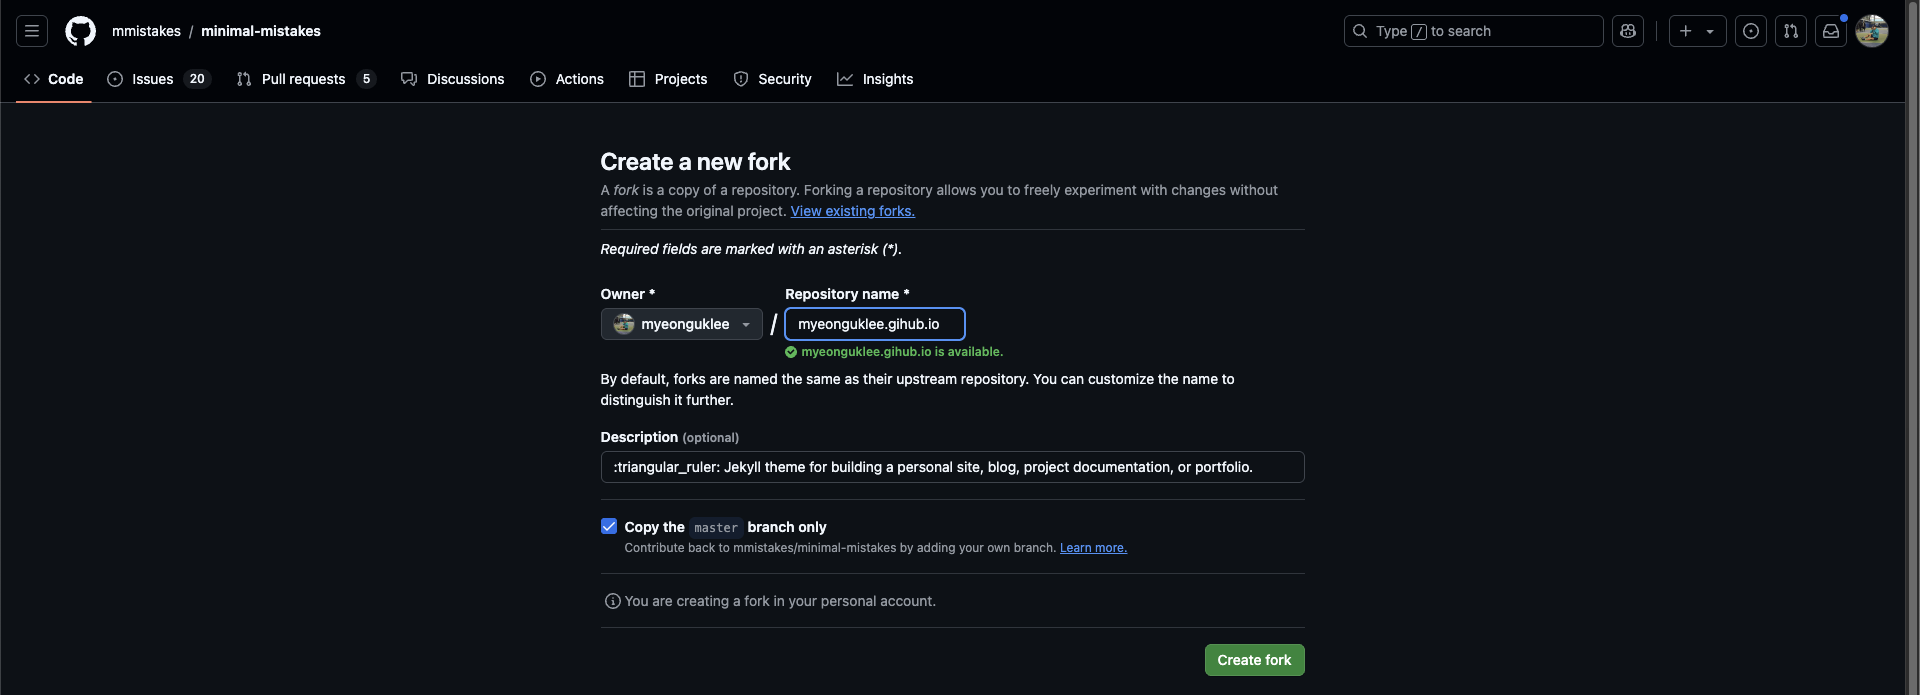 mmistakes / minimal-mistakes
Type / to search
Code
Issues 20
Pull requests 5
Discussions
Actions
Projects
Security
Insights
Create a new fork
A fork is a copy of a repository. Forking a repository allows you to freely experiment with changes without
affecting the original project. View existing forks.
Required fields are marked with an asterisk (*).
Owner *
Repository name *
myeonguklee
/
myeonguklee.gihub.io
myeonguklee.gihub.io is available.
By default, forks are named the same as their upstream repository. You can customize the name to
distinguish it further.
Description (optional)
:triangular_ruler: Jekyll theme for building a personal site, blog, project documentation, or portfolio.
Copy the master branch only
Contribute back to mmistakes/minimal-mistakes by adding your own branch. Learn more.
You are creating a fork in your personal account.
Create fork